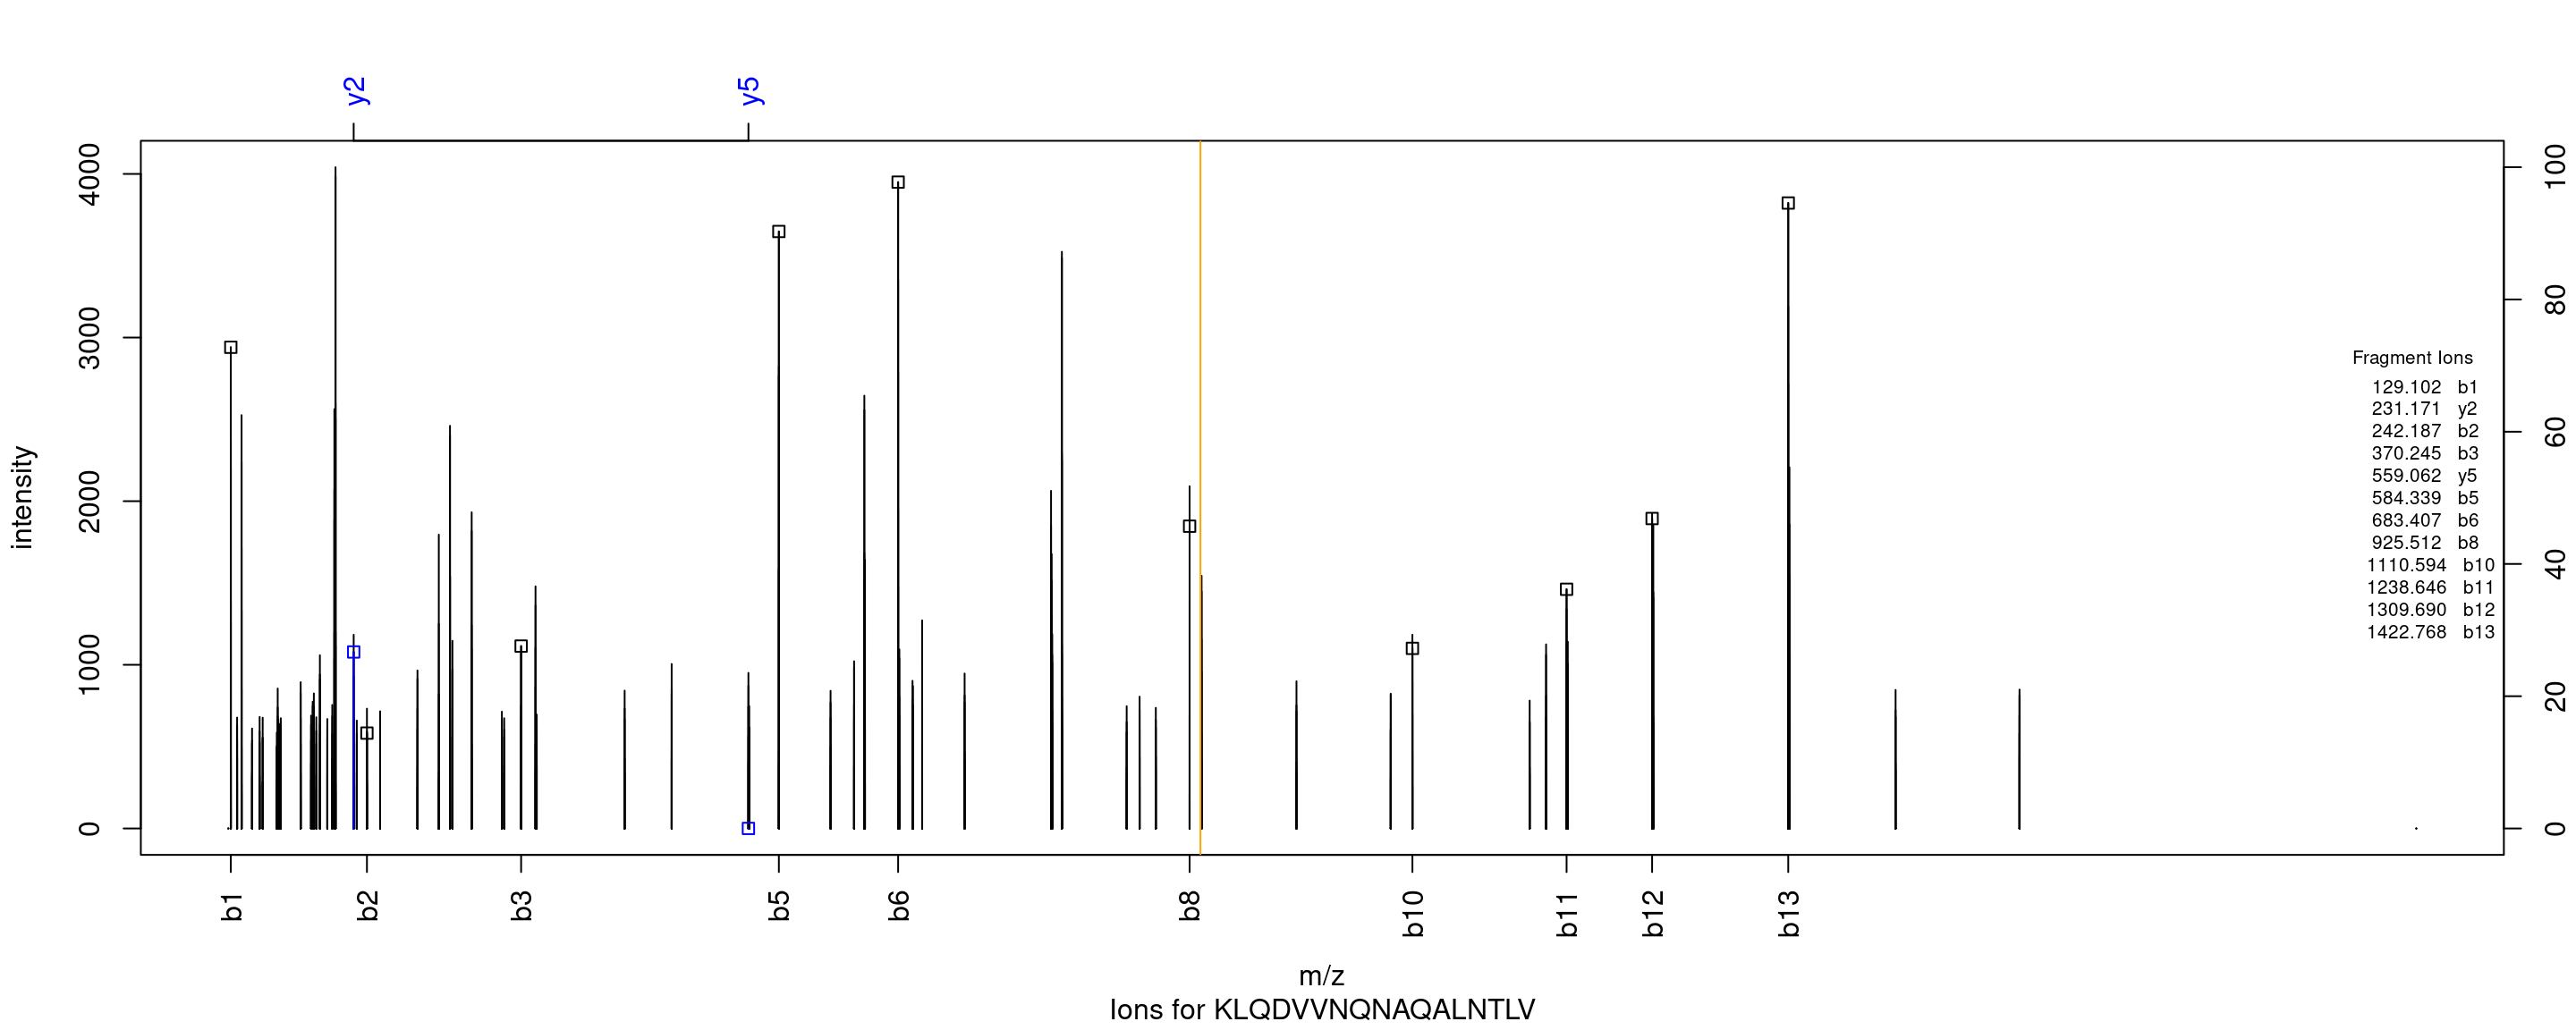 y2 y5
4000
3000
2000
1000
0
intensity
100
80
60
40
20
0
Fragment Ions
129.102 b1
231.171 y2
242.187 b2
370.245 b3
559.062 y5
584.339 b5
683.407 b6
925.512 b8
1110.594 b10
1238.646 b11
1309.690 b12
1422.768 b13
b1 b2 b3 b5 b6 b8 b10 b11 b12 b13
m/z
Ions for KLQDVVNQNAQALNTLV